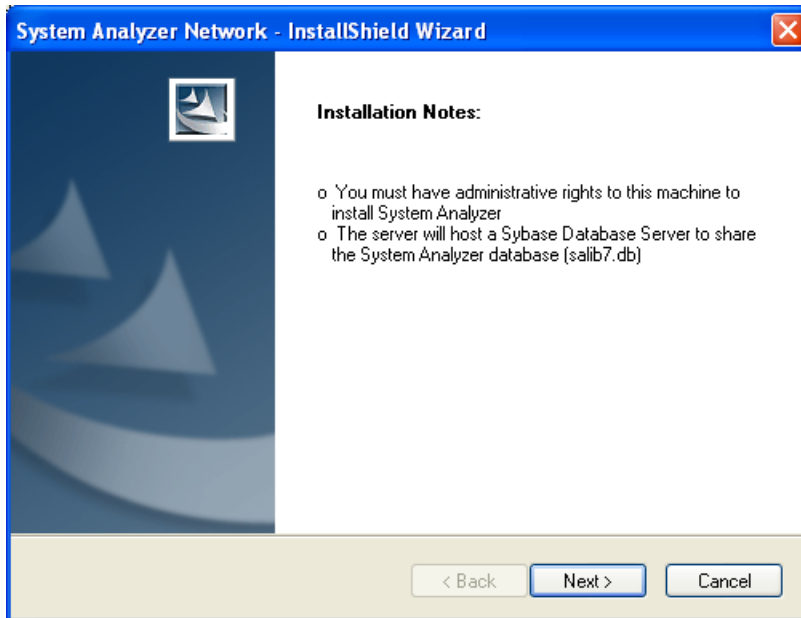 System Analyzer Network - InstallShield Wizard
Installation Notes:
o You must have administrative rights to this machine to
install System Analyzer
o The server will host a Sybase Database Server to share
the System Analyzer database (salib7.db)
< Back
Next >
Cancel